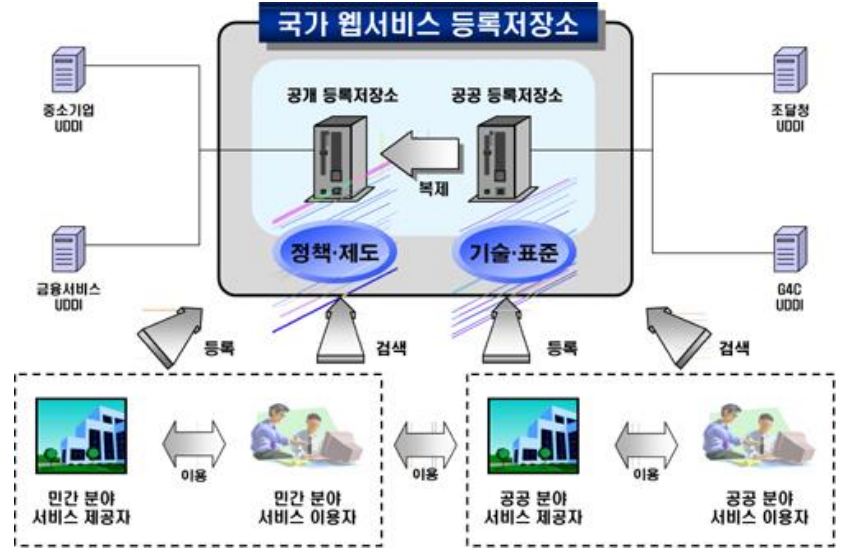 국가 웹서비스 등록저장소
중소기업
UDDI
공개 등록저장소
공공 등록저장소
조달청
UDDI
복제
정책·제도
기술·표준
금융서비스
UDDI
G4C
UDDI
등록
검색
등록
검색
이용
이용
이용
민간 분야
서비스 제공자
민간 분야
서비스 이용자
공공 분야
서비스 제공자
공공 분야
서비스 이용자